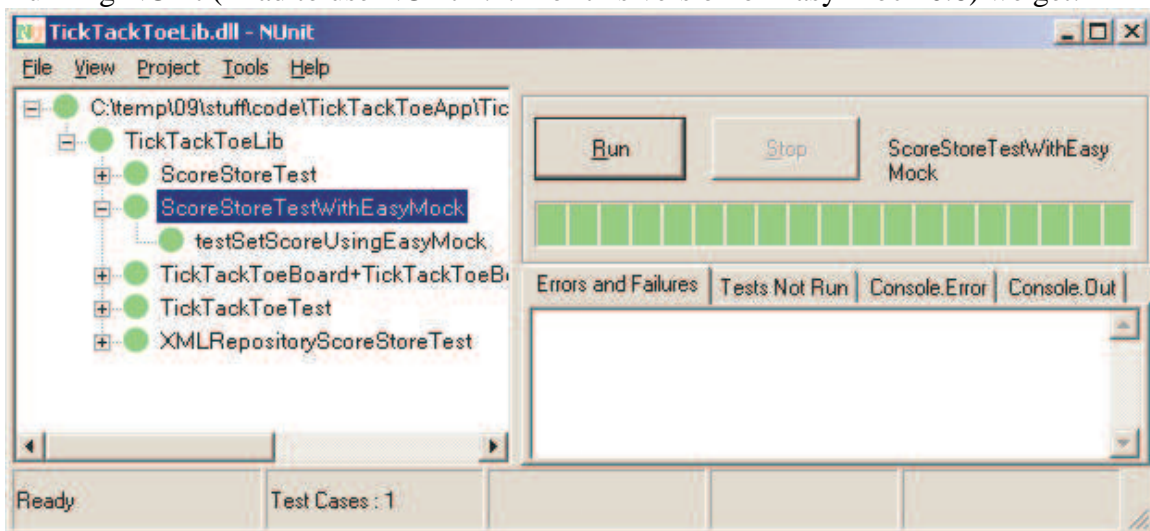 TickTackToeLib.dll - NUnit
File View Project Tools Help
C:\temp\09\stuff\code\TickTackToeApp\Tic
TickTackToeLib
ScoreStoreTest
ScoreStoreTestWithEasyMock
testSetScoreUsingEasyMock
TickTackToeBoard+TickTackToeB
TickTackToeTest
XMLRepositoryScoreStoreTest
Run
Stop
ScoreStoreTestWithEasy
Mock
Errors and Failures
Tests Not Run
Console.Error
Console.Out
Ready
Test Cases : 1